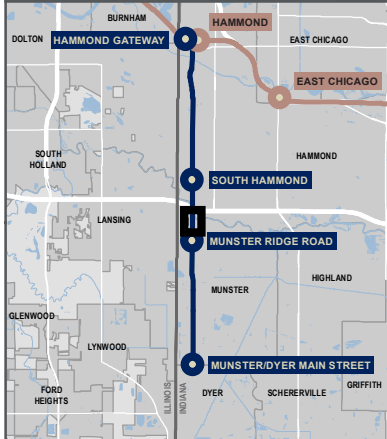 BURNHAM
HAMMOND
DOLTON
HAMMOND GATEWAY
EAST CHICAGO
EAST CHICAGO
SOUTH
HOLLAND
HAMMOND
SOUTH HAMMOND
LANSING
MUNSTER RIDGE ROAD
HIGHLAND
MUNSTER
GLENWOOD
LYNWOOD
MUNSTER/DYER MAIN STREET
FORD
HEIGHTS
ILLINOIS
INDIANA
DYER
SCHERERVILLE
GRIFFITH